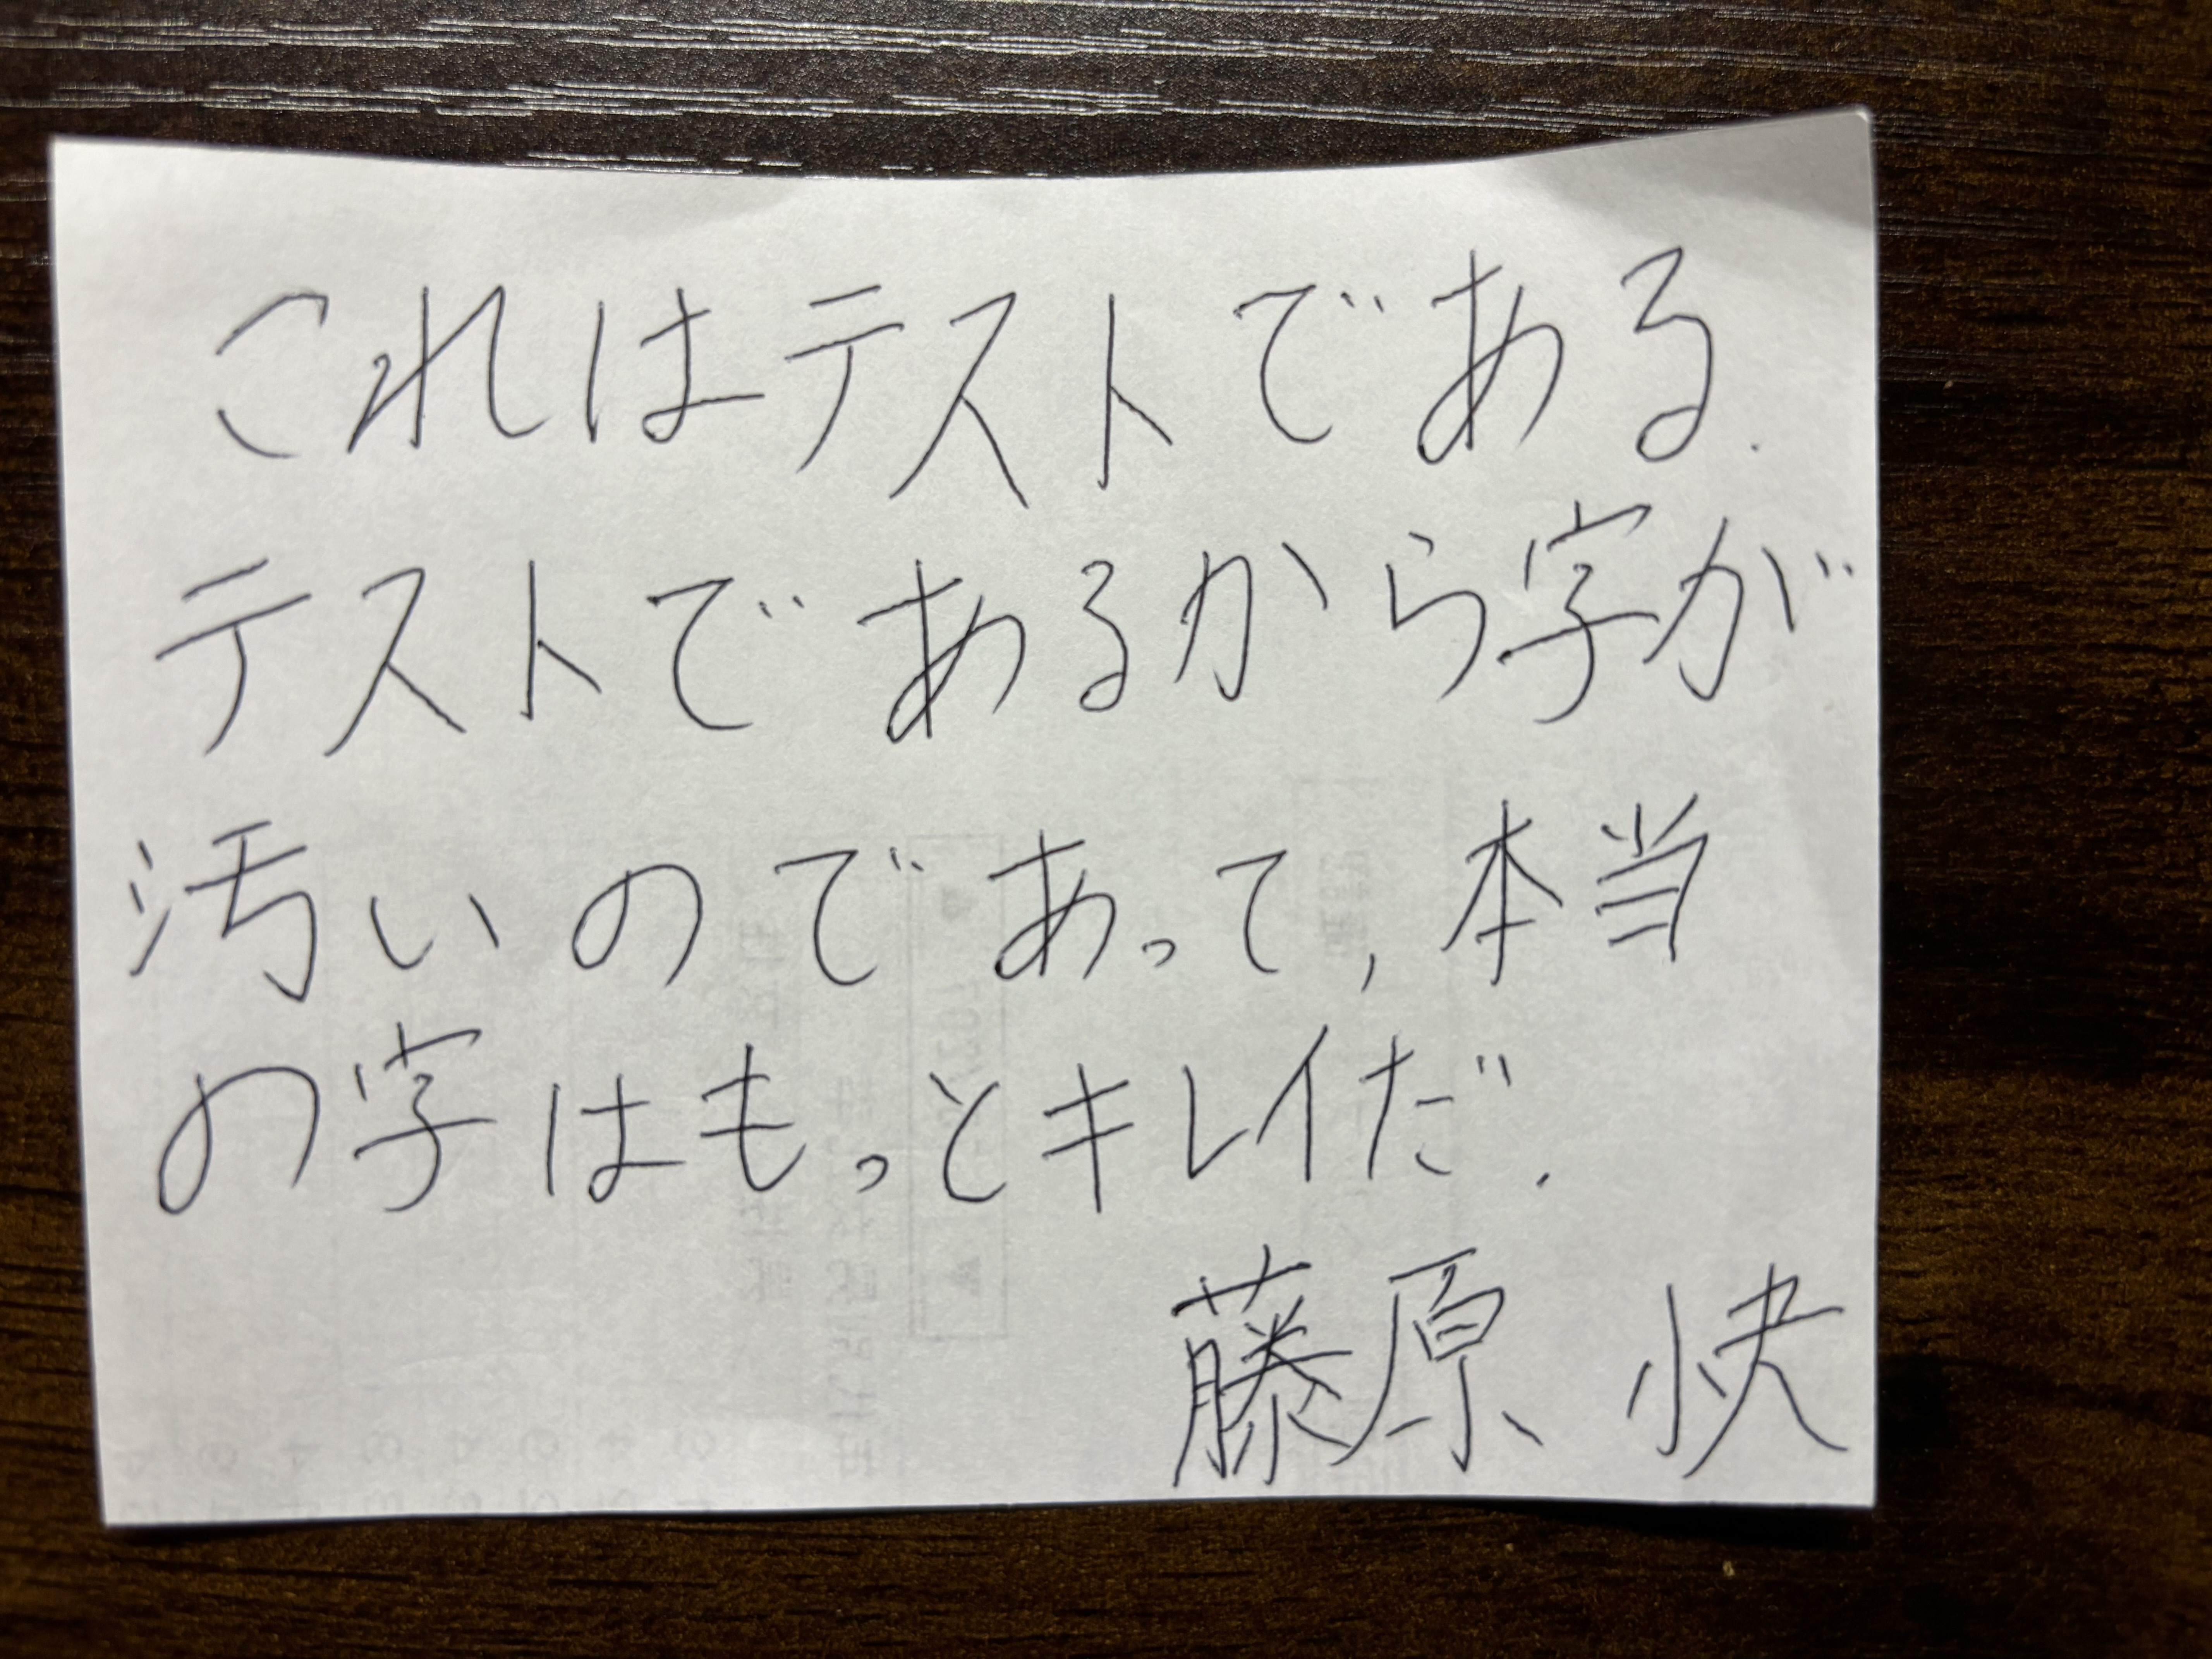 これはテストである.
テストであるから字が
汚いのであって,本当
の字はもっとキレイだ.
藤原 快